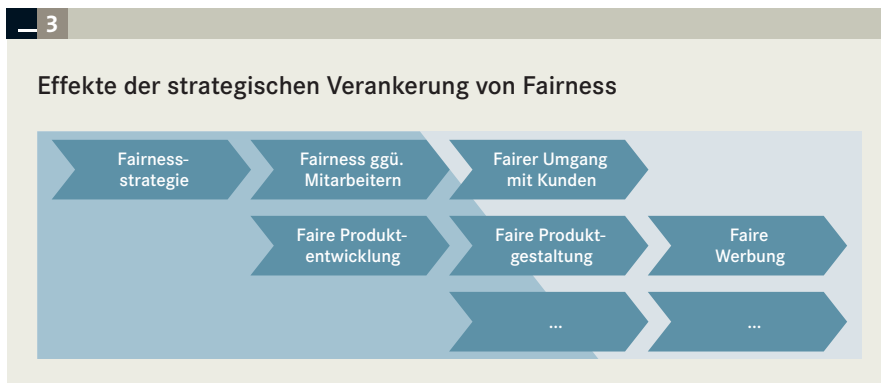 3
Effekte der strategischen Verankerung von Fairness
Fairness-
strategie
Fairness ggü.
Mitarbeitern
Fairer Umgang
mit Kunden
Faire Produkt-
entwicklung
Faire Produkt-
gestaltung
Faire
Werbung
...
...